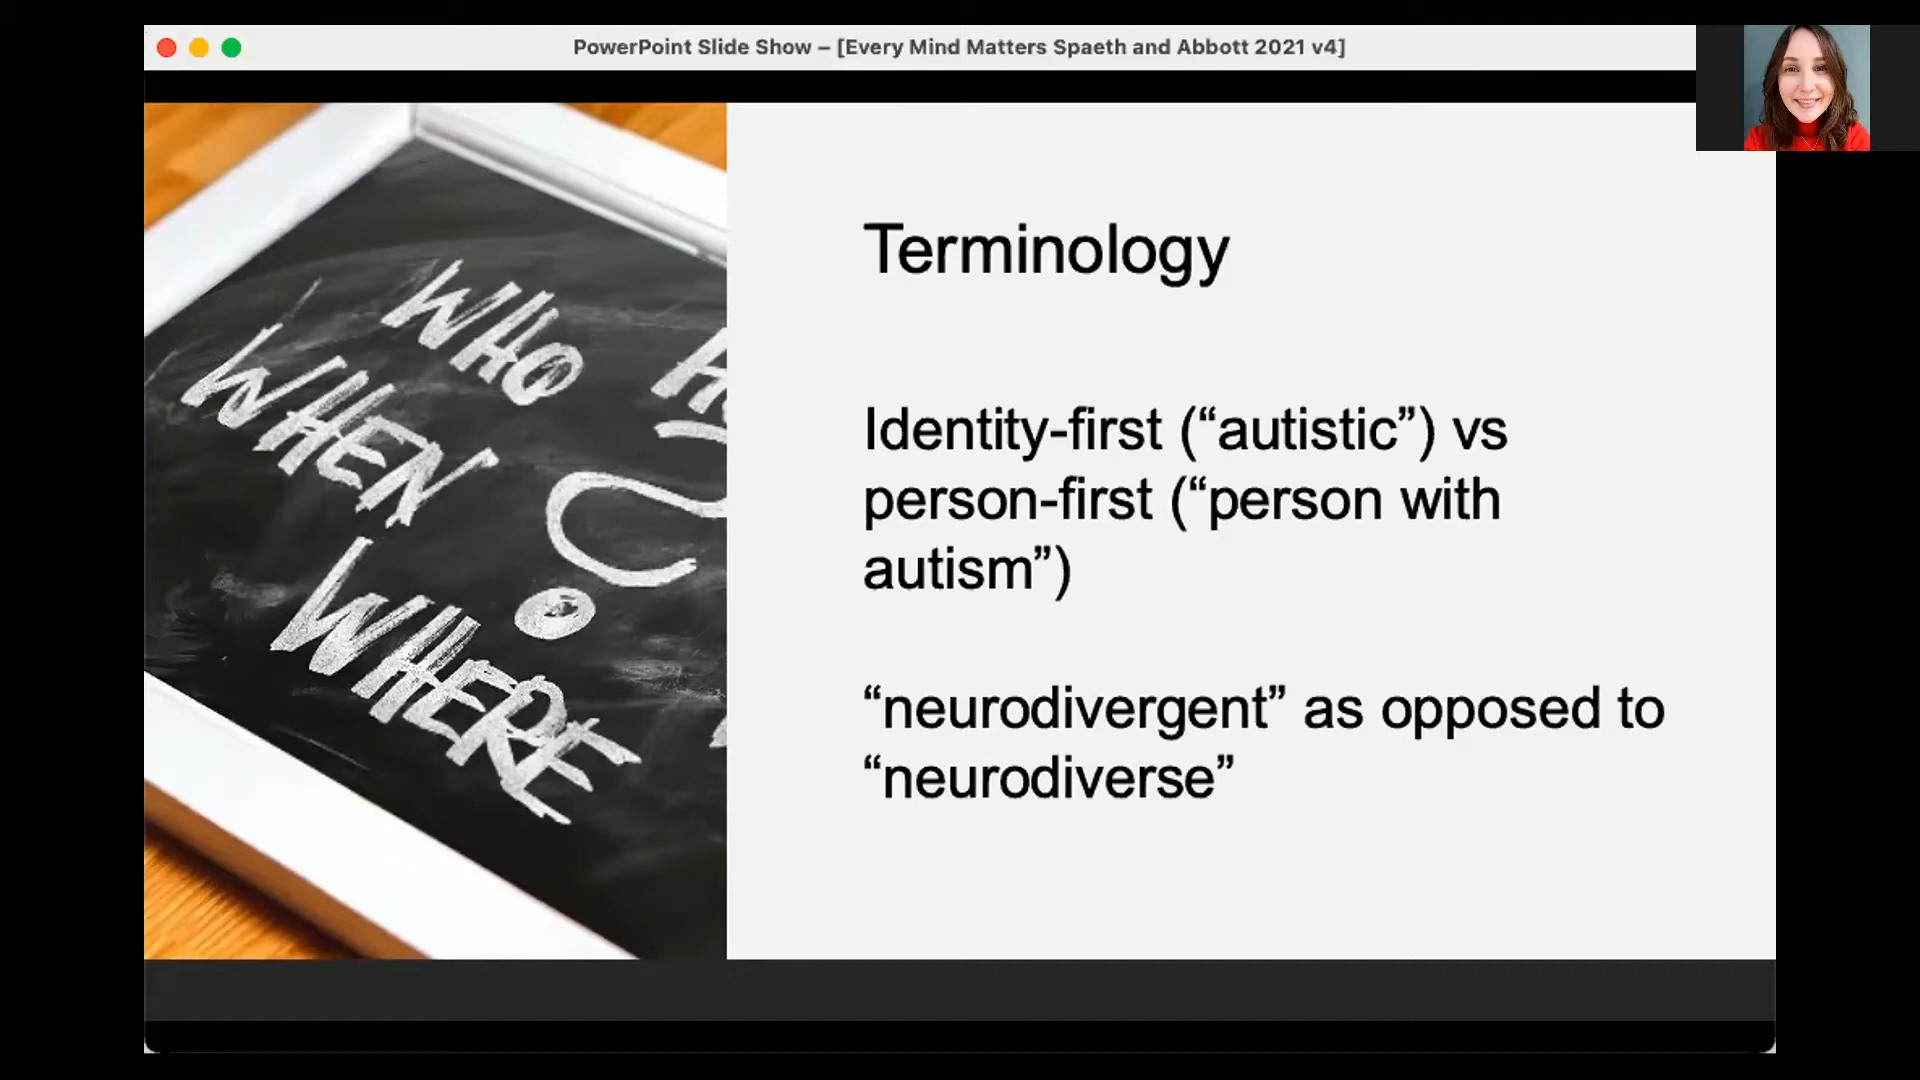 PowerPoint Slide Show – [Every Mind Matters Spaeth and Abbott 2021 v4]
WHO
WHEN
WHERE
?
Terminology
Identity-first (“autistic”) vs
person-first (“person with
autism”)
“neurodivergent” as opposed to
“neurodiverse”